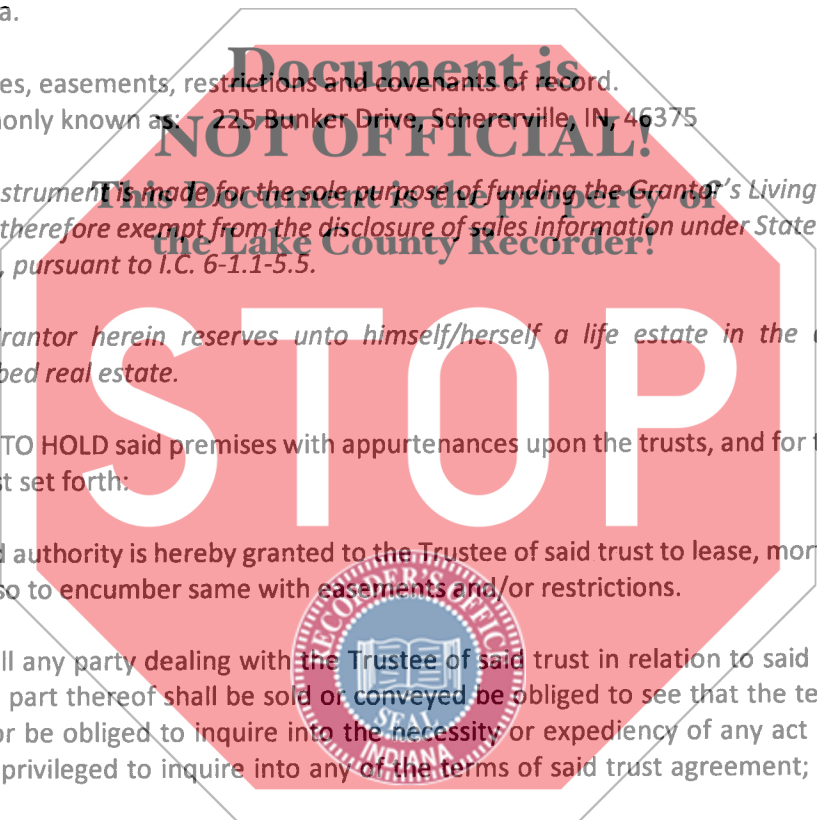 a.
Document is
es, easements, restrictions and covenants of record.
only known as: 225 Bunker Drive, Schererville, IN, 46375
NOT OFFICIAL!
strument is made for the sole purpose of funding the Grantor's Living
This Document is the property of
therefore exempt from the disclosure of sales information under State
the Lake County Recorder!
, pursuant to I.C. 6-1.1-5.5.
rantor herein reserves unto himself/herself a life estate in the
bed real estate.
STOP
TO HOLD said premises with appurtenances upon the trusts, and for t
st set forth:
d authority is hereby granted to the Trustee of said trust to lease, mor
so to encumber same with easements and/or restrictions.
RECORDER'S OFFICE
ll any party dealing with the Trustee of said trust in relation to said
part thereof shall be sold or conveyed be obliged to see that the te
SEAL
or be obliged to inquire into the necessity or expediency of any act
INDIANA
privileged to inquire into any of the terms of said trust agreement;